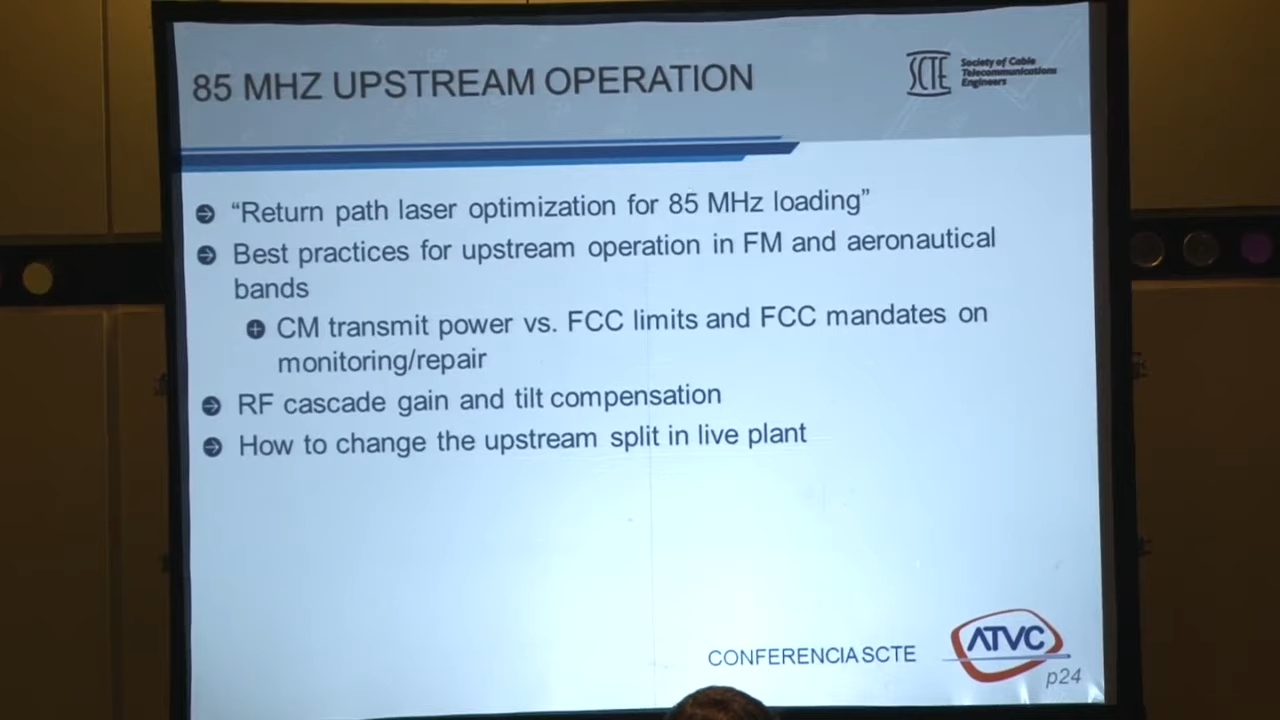 85 MHZ UPSTREAM OPERATION
SCTE
Society of Cable
Telecommunications
Engineers
“Return path laser optimization for 85 MHz loading”
Best practices for upstream operation in FM and aeronautical
bands
CM transmit power vs. FCC limits and FCC mandates on
monitoring/repair
RF cascade gain and tilt compensation
How to change the upstream split in live plant
CONFERENCIA SCTE
ATVC
p24